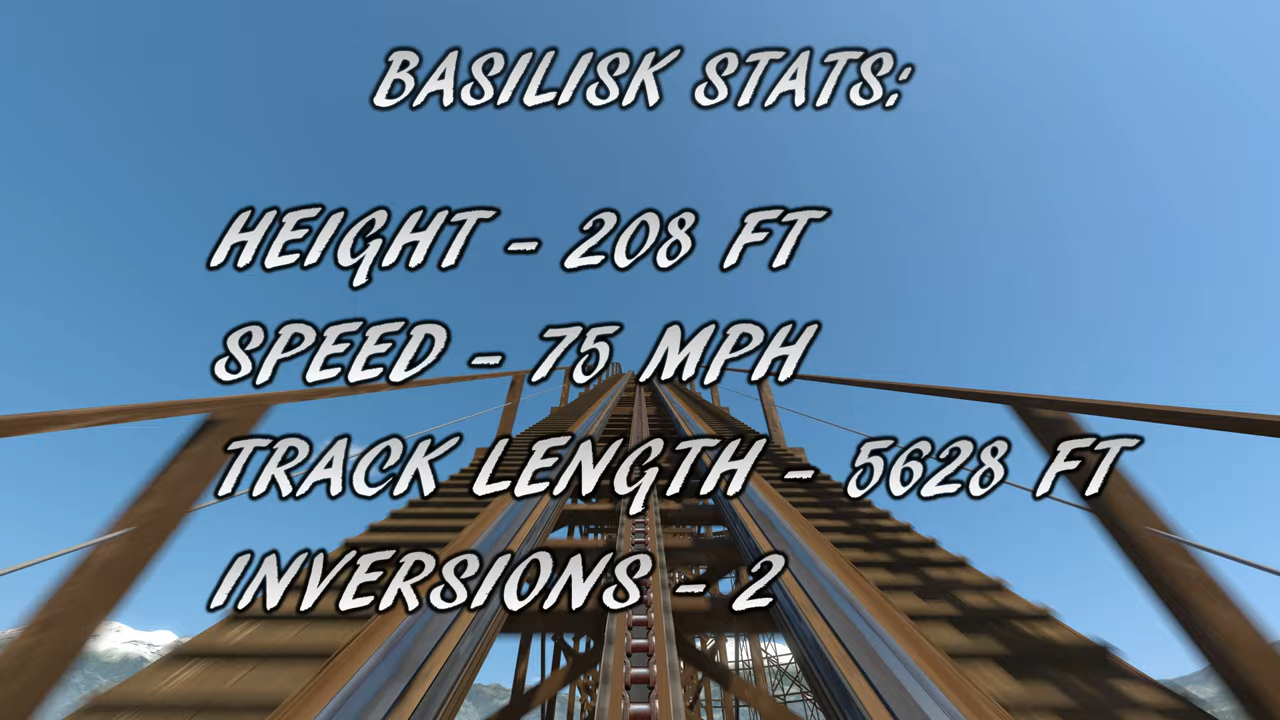 BASILISK STATS:
HEIGHT - 208 FT
SPEED - 75 MPH
TRACK LENGTH - 5628 FT
INVERSIONS - 2